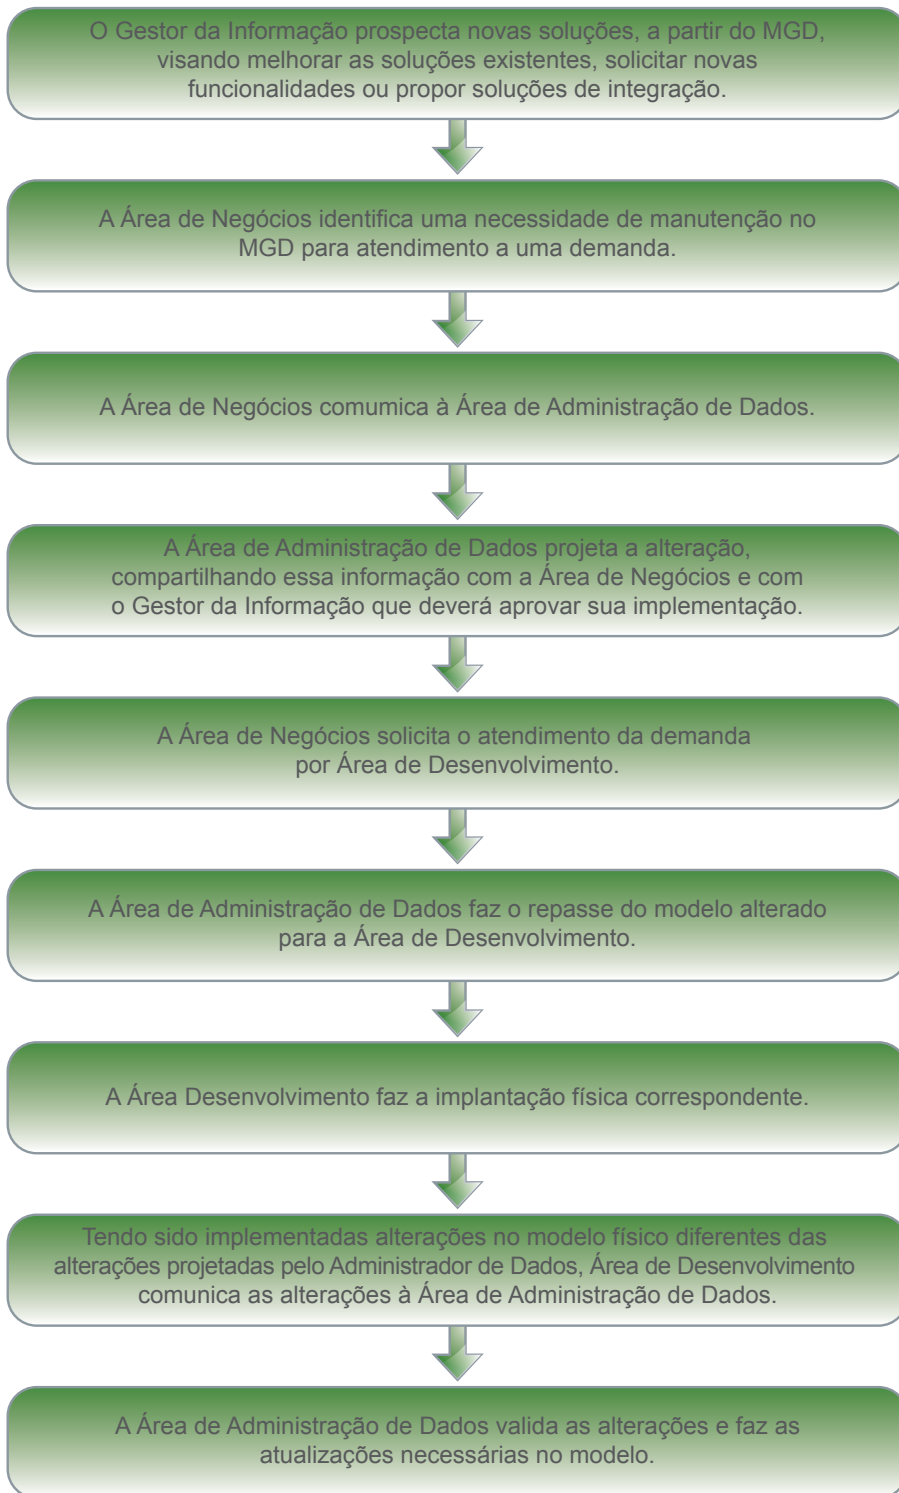 O Gestor da Informação prospecta novas soluções, a partir do MGD,
visando melhorar as soluções existentes, solicitar novas
funcionalidades ou propor soluções de integração.
A Área de Negócios identifica uma necessidade de manutenção no
MGD para atendimento a uma demanda.
A Área de Negócios comumica à Área de Administração de Dados.
A Área de Administração de Dados projeta a alteração,
compartilhando essa informação com a Área de Negócios e com
o Gestor da Informação que deverá aprovar sua implementação.
A Área de Negócios solicita o atendimento da demanda
por Área de Desenvolvimento.
A Área de Administração de Dados faz o repasse do modelo alterado
para a Área de Desenvolvimento.
A Área Desenvolvimento faz a implantação física correspondente.
Tendo sido implementadas alterações no modelo físico diferentes das
alterações projetadas pelo Administrador de Dados, Área de Desenvolvimento
comunica as alterações à Área de Administração de Dados.
A Área de Administração de Dados valida as alterações e faz as
atualizações necessárias no modelo.